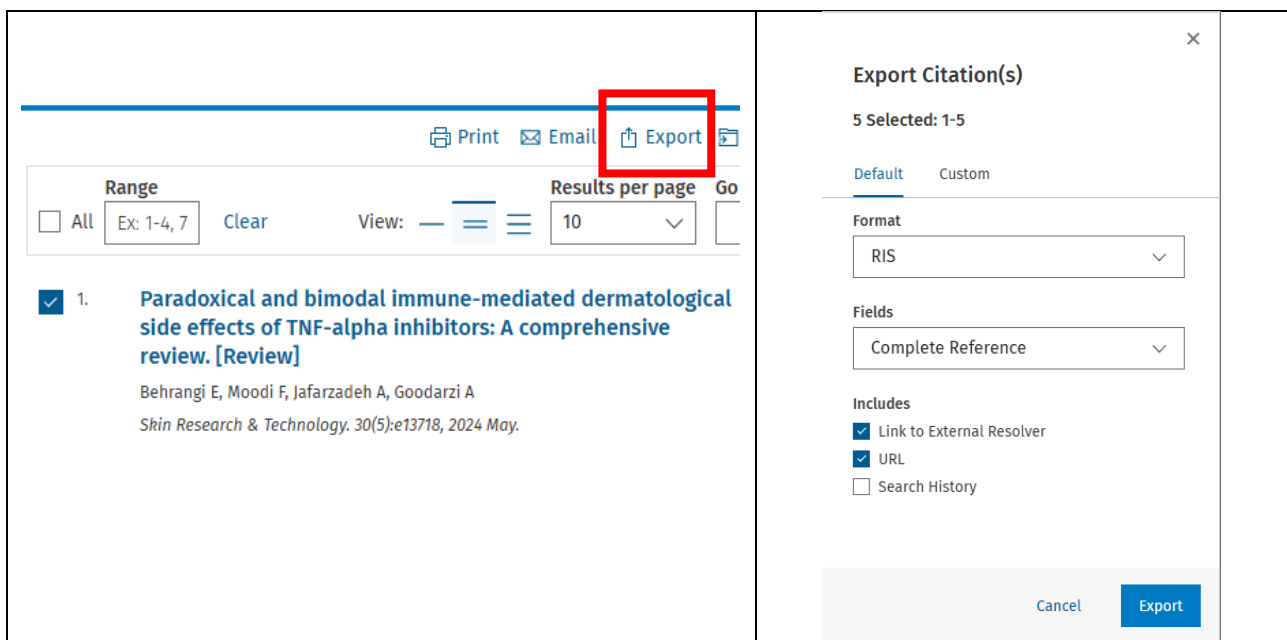 Print Email Export
Range Results per page Go
All Ex: 1-4, 7 Clear View: 10
1. Paradoxical and bimodal immune-mediated dermatological
side effects of TNF-alpha inhibitors: A comprehensive
review. [Review]
Behrangi E, Moodi F, Jafarzadeh A, Goodarzi A
Skin Research & Technology. 30(5):e13718, 2024 May.
Export Citation(s)
5 Selected: 1-5
Default Custom
Format
RIS
Fields
Complete Reference
Includes
Link to External Resolver
URL
Search History
Cancel Export